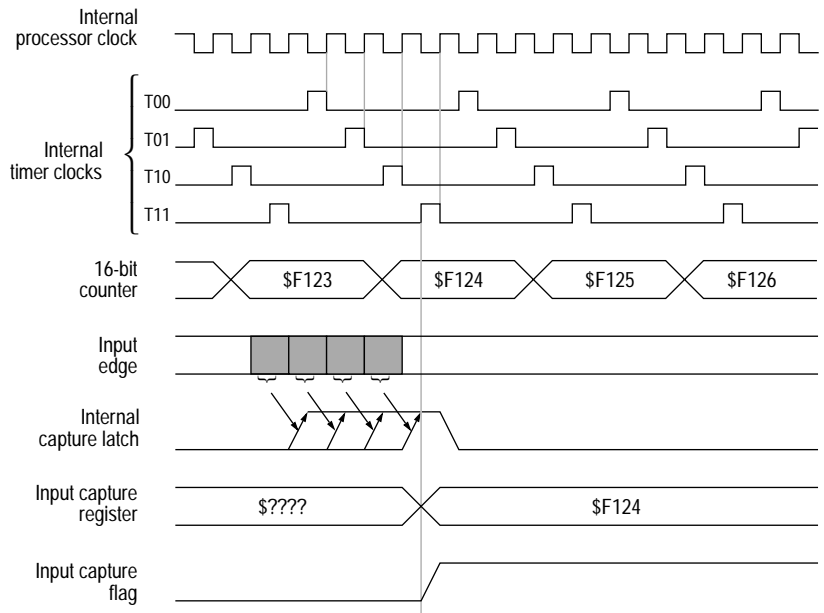 Internal
processor clock
T00
T01
Internal
timer clocks
T10
T11
16-bit
counter
$F123
$F124
$F125
$F126
Input
edge
Internal
capture latch
Input capture
register
$????
$F124
Input capture
flag